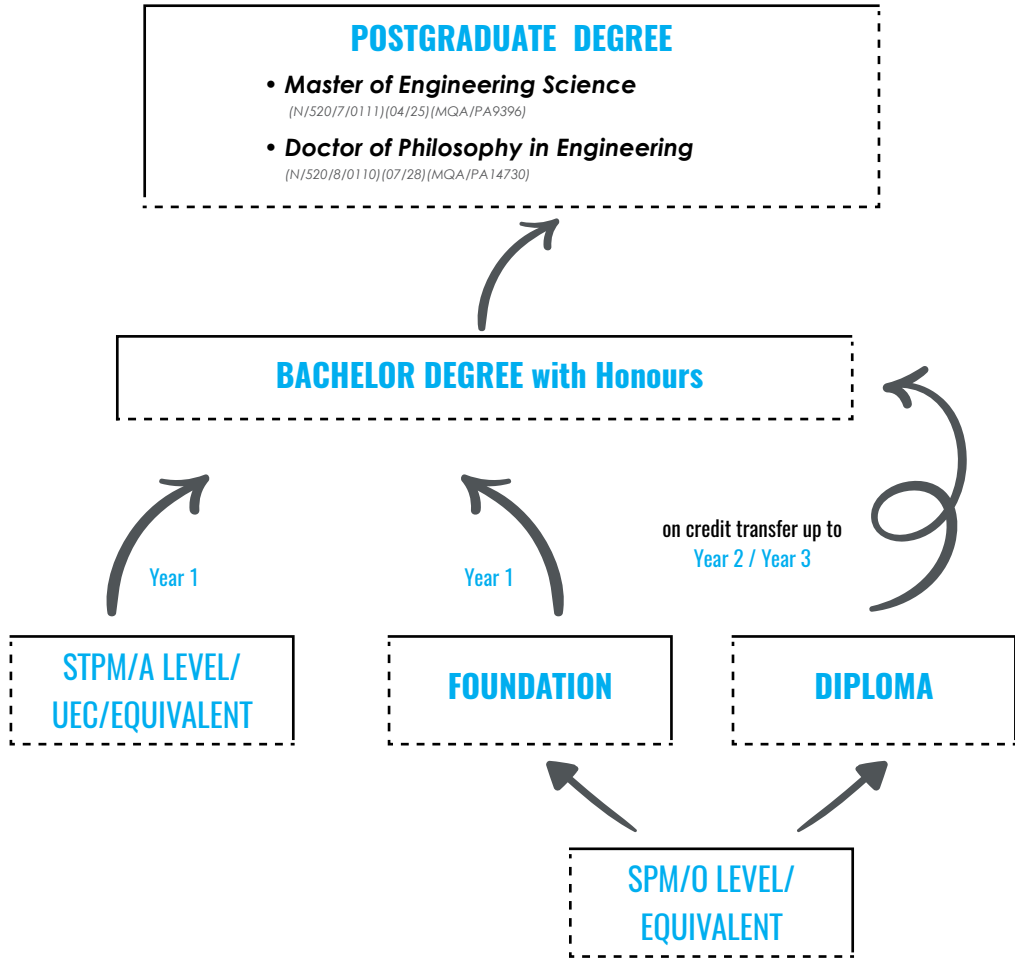 POSTGRADUATE DEGREE
• Master of Engineering Science
(N/520/7/0111)(04/25)(MQA/PA9396)
• Doctor of Philosophy in Engineering
(N/520/8/0110)(07/28)(MQA/PA14730)
BACHELOR DEGREE with Honours
on credit transfer up to
Year 2 / Year 3
Year 1
Year 1
STPM/A LEVEL/
UEC/EQUIVALENT
FOUNDATION
DIPLOMA
SPM/O LEVEL/
EQUIVALENT